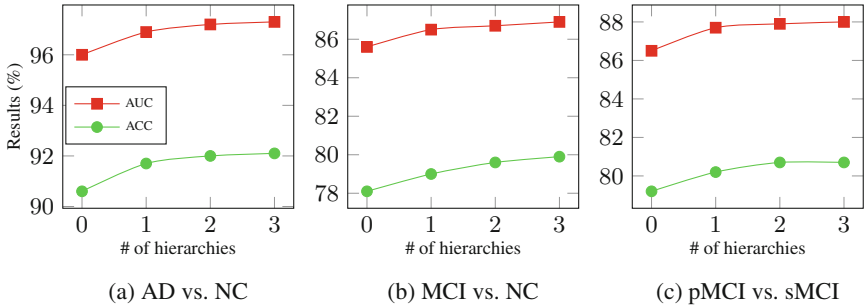 Results (%)
96
94
92
90
AUC
ACC
0 1 2 3
# of hierarchies
(a) AD vs. NC
86
84
82
80
78
0 1 2 3
# of hierarchies
(b) MCI vs. NC
88
86
84
82
80
0 1 2 3
# of hierarchies
(c) pMCI vs. sMCI